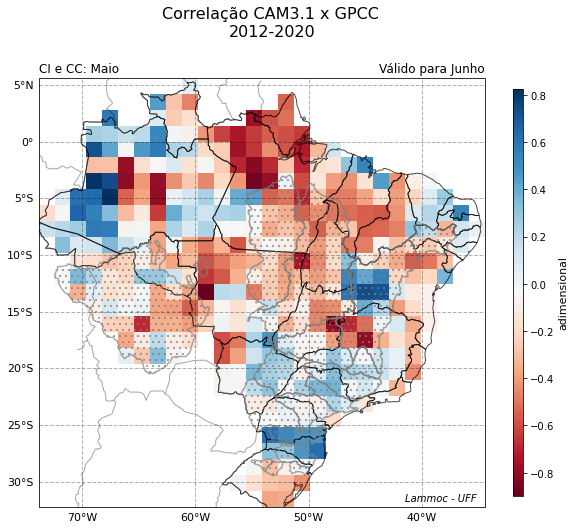 Correlação CAM3.1 x GPCC
2012-2020
CI e CC: Maio
Válido para Junho
5°N
0°
5°S
10°S
15°S
20°S
25°S
30°S
70°W
60°W
50°W
40°W
Lammoc - UFF
0.8
0.6
0.4
0.2
0.0
−0.2
−0.4
−0.6
−0.8
adimensional